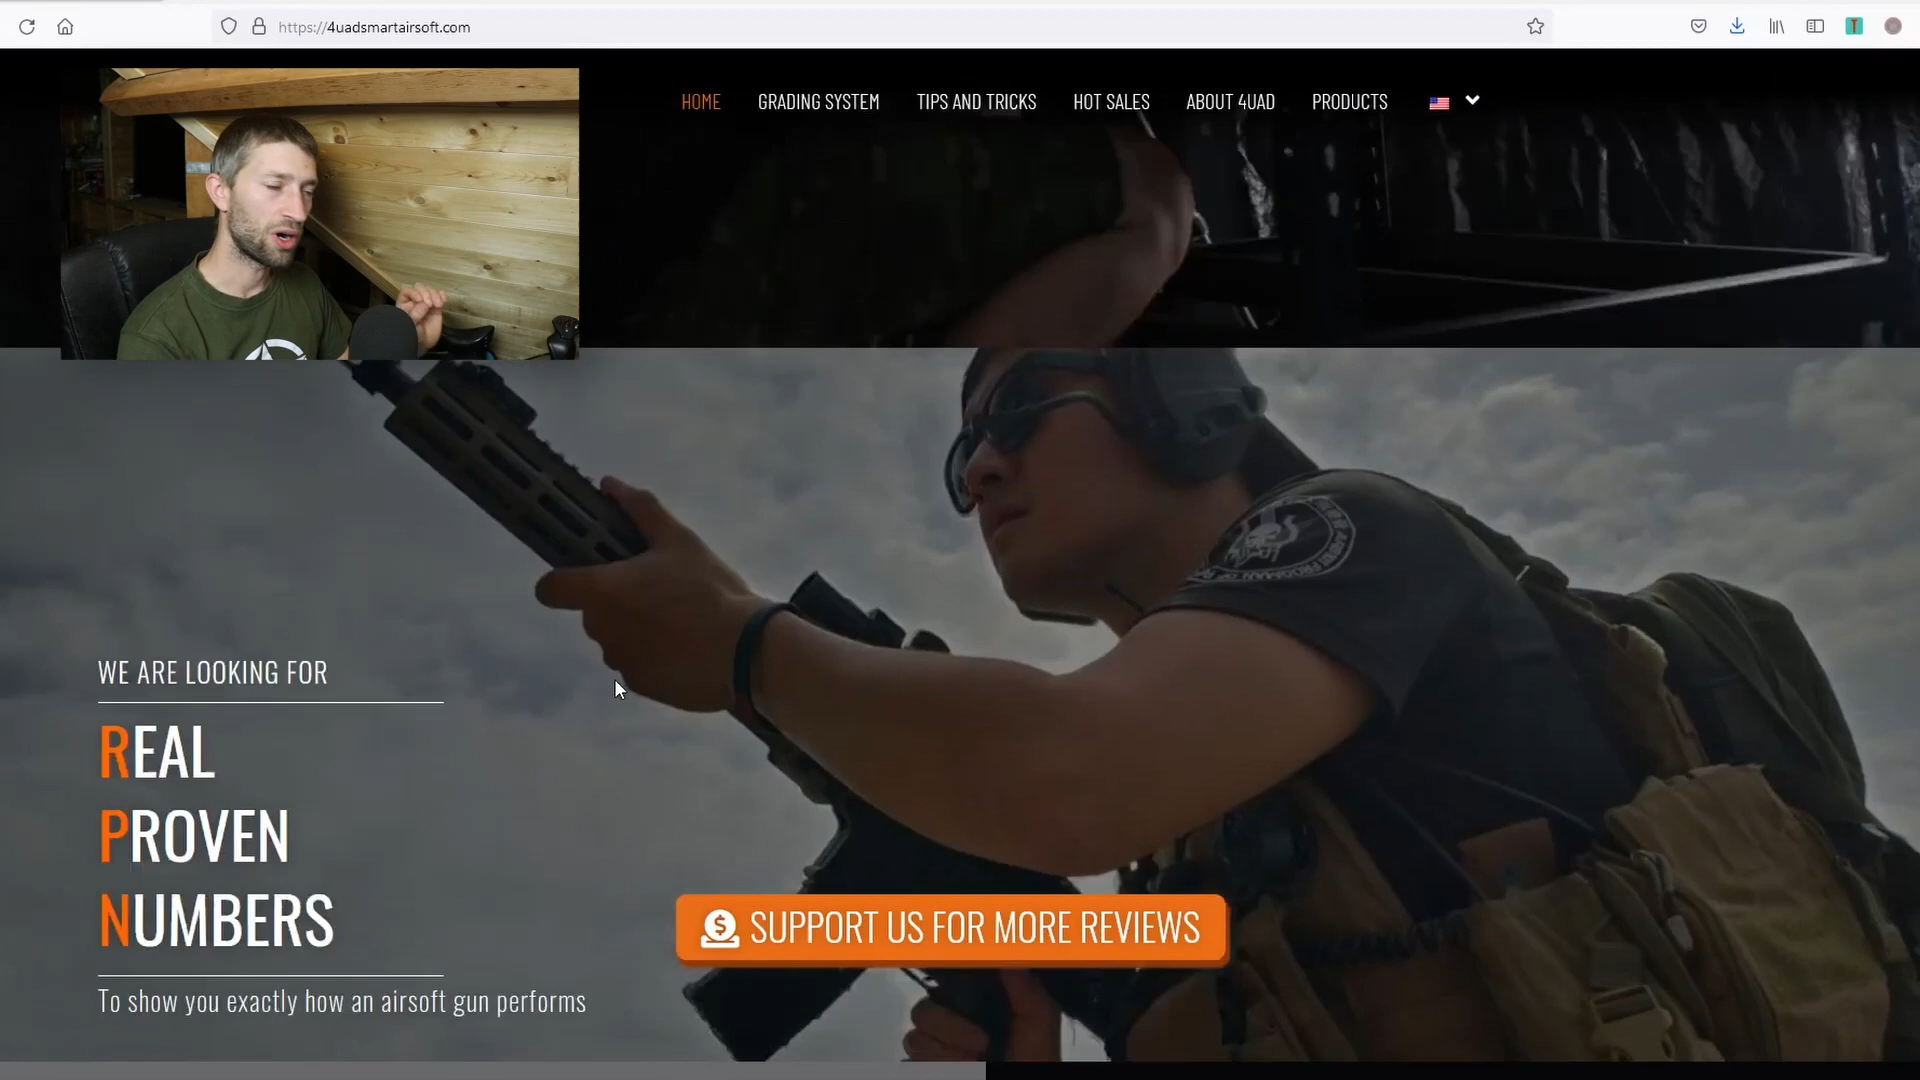 https://4uadsmartairsoft.com
HOME GRADING SYSTEM TIPS AND TRICKS HOT SALES ABOUT 4UAD PRODUCTS
WE ARE LOOKING FOR
REAL
PROVEN
NUMBERS
To show you exactly how an airsoft gun performs
SUPPORT US FOR MORE REVIEWS